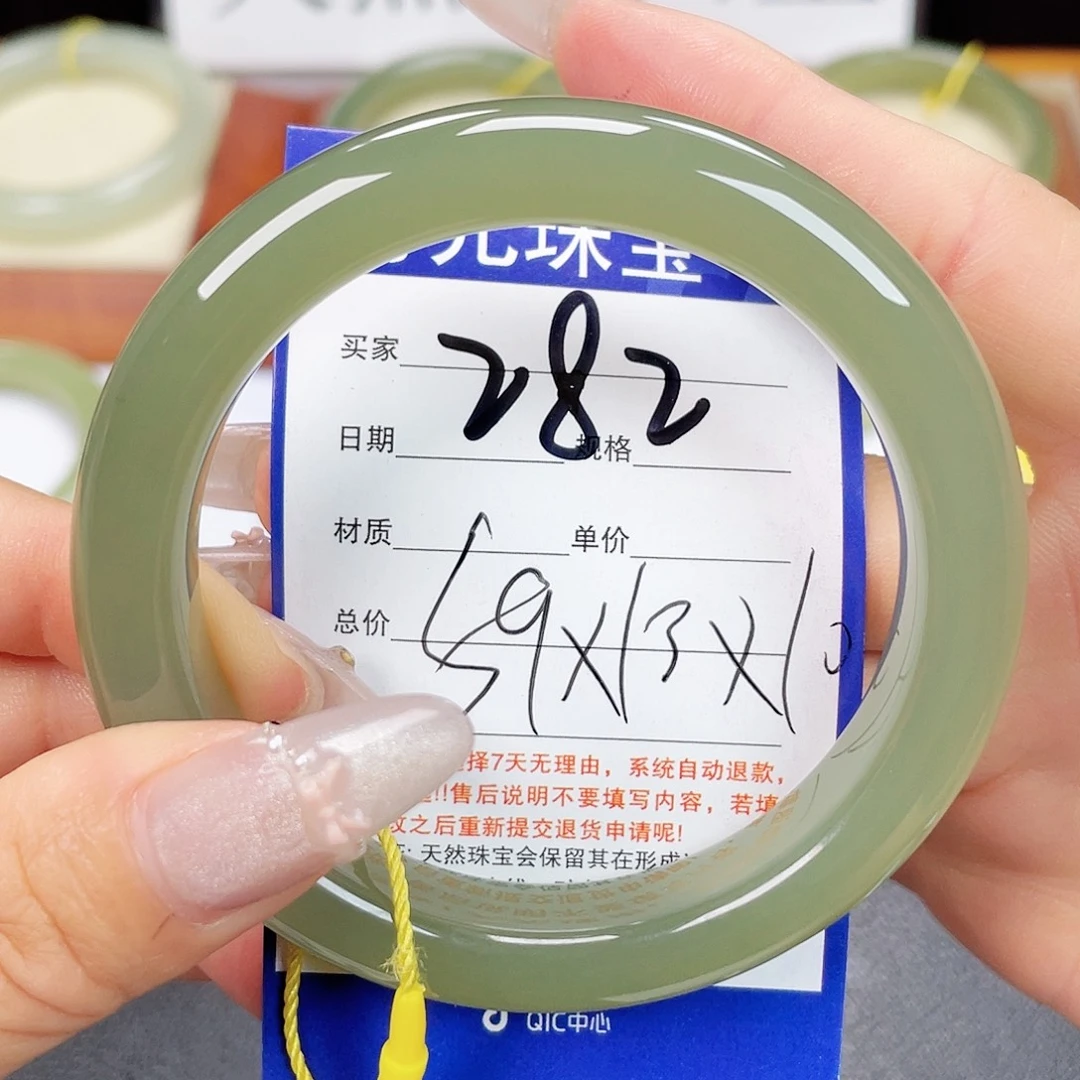 元珠宝
买家 282
日期 规格
材质 单价
总价 59x13x10
择7天无理由，系统自动退款，
!!售后说明不要填写内容，若填
之后重新提交退货申请呢!
: 天然珠宝会保留其在形成
QIC中心